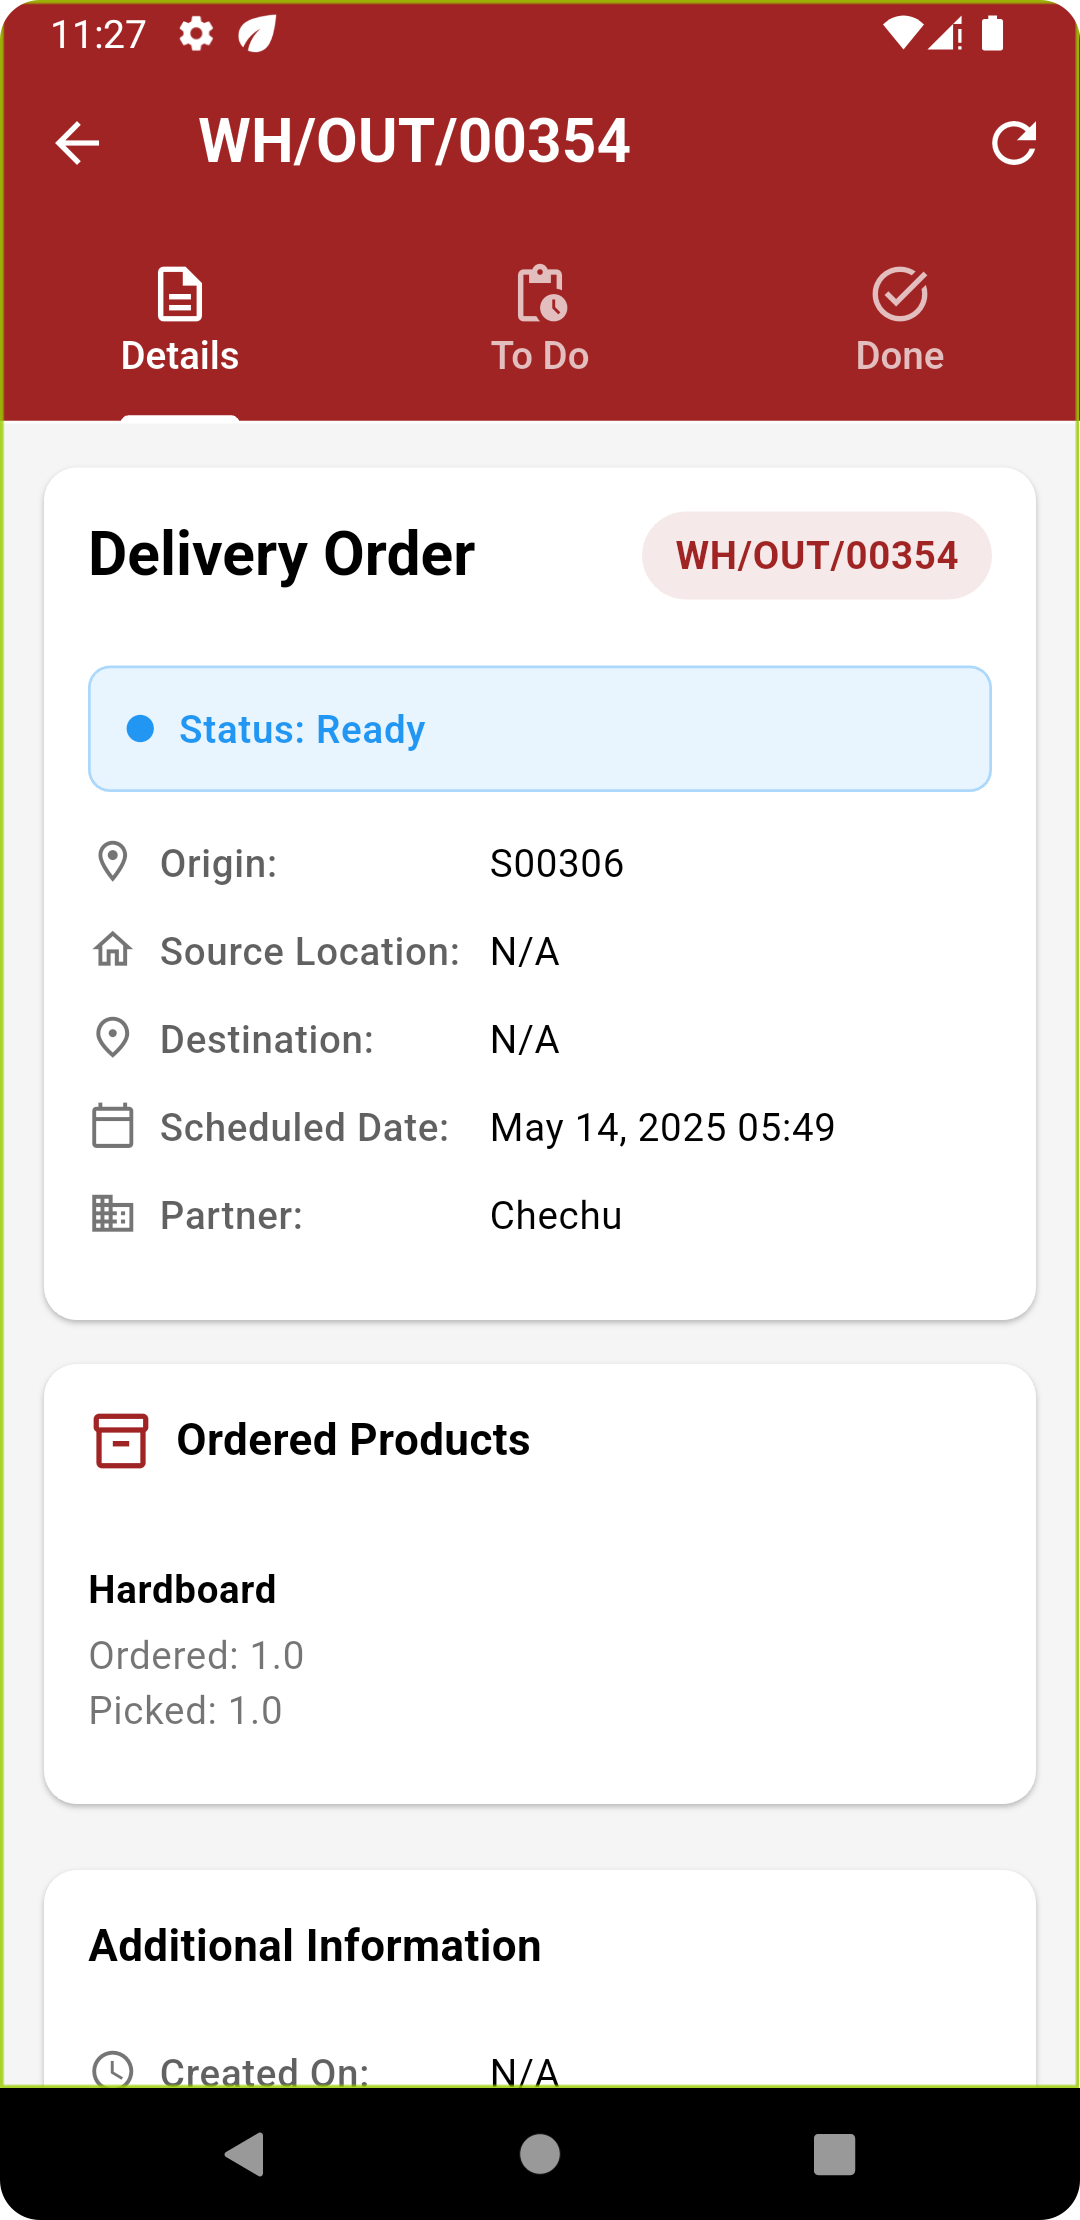 11:27
WH/OUT/00354
Details
To Do
Done
Delivery Order
WH/OUT/00354
Status: Ready
Origin: S00306
Source Location: N/A
Destination: N/A
Scheduled Date: May 14, 2025 05:49
Partner: Chechu
Ordered Products
Hardboard
Ordered: 1.0
Picked: 1.0
Additional Information
Created On: N/A